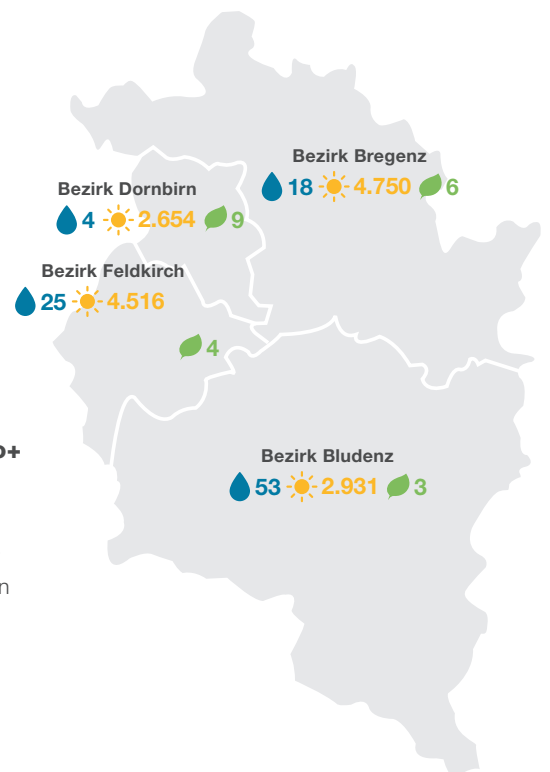 Bezirk Bregenz
18 4.750 6
Bezirk Dornbirn
4 2.654 9
Bezirk Feldkirch
25 4.516
4
Bezirk Bludenz
53 2.931 3